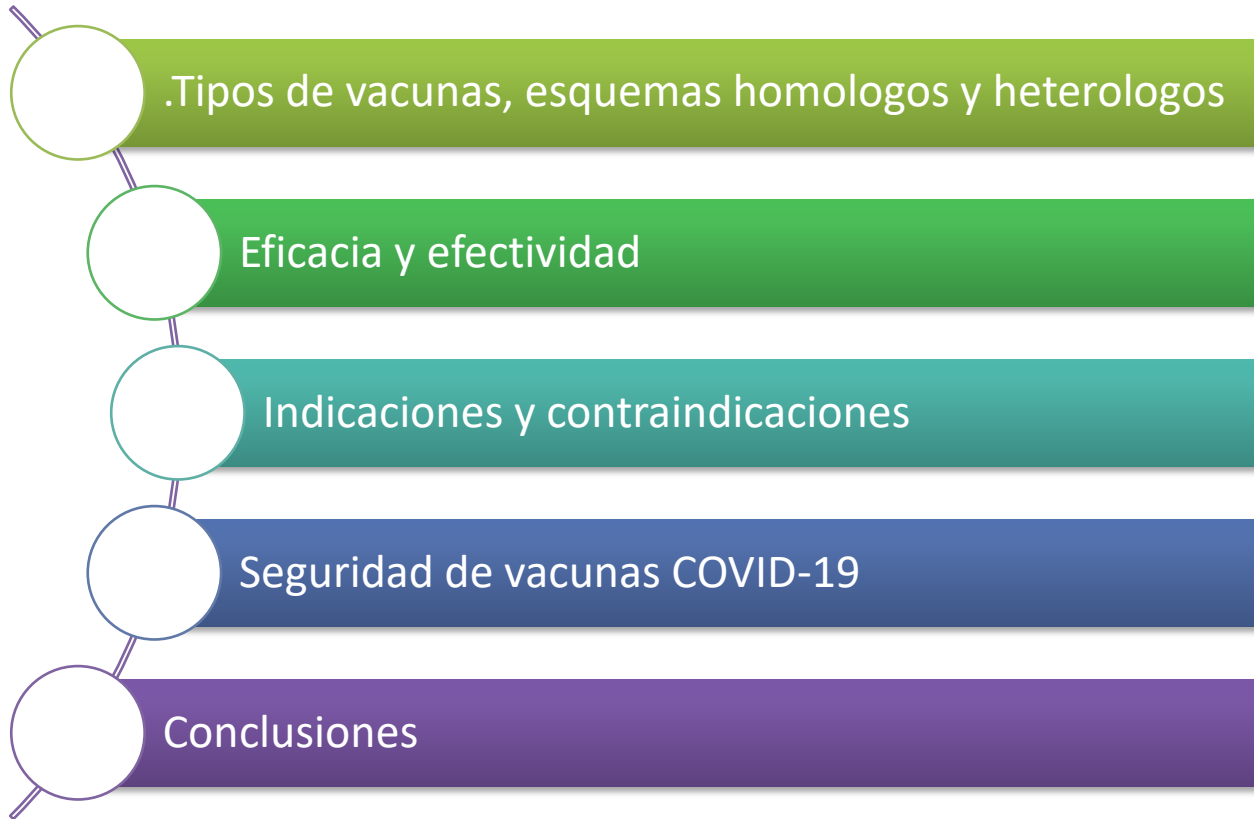 .Tipos de vacunas, esquemas homologos y heterologos
Eficacia y efectividad
Indicaciones y contraindicaciones
Seguridad de vacunas COVID-19
Conclusiones